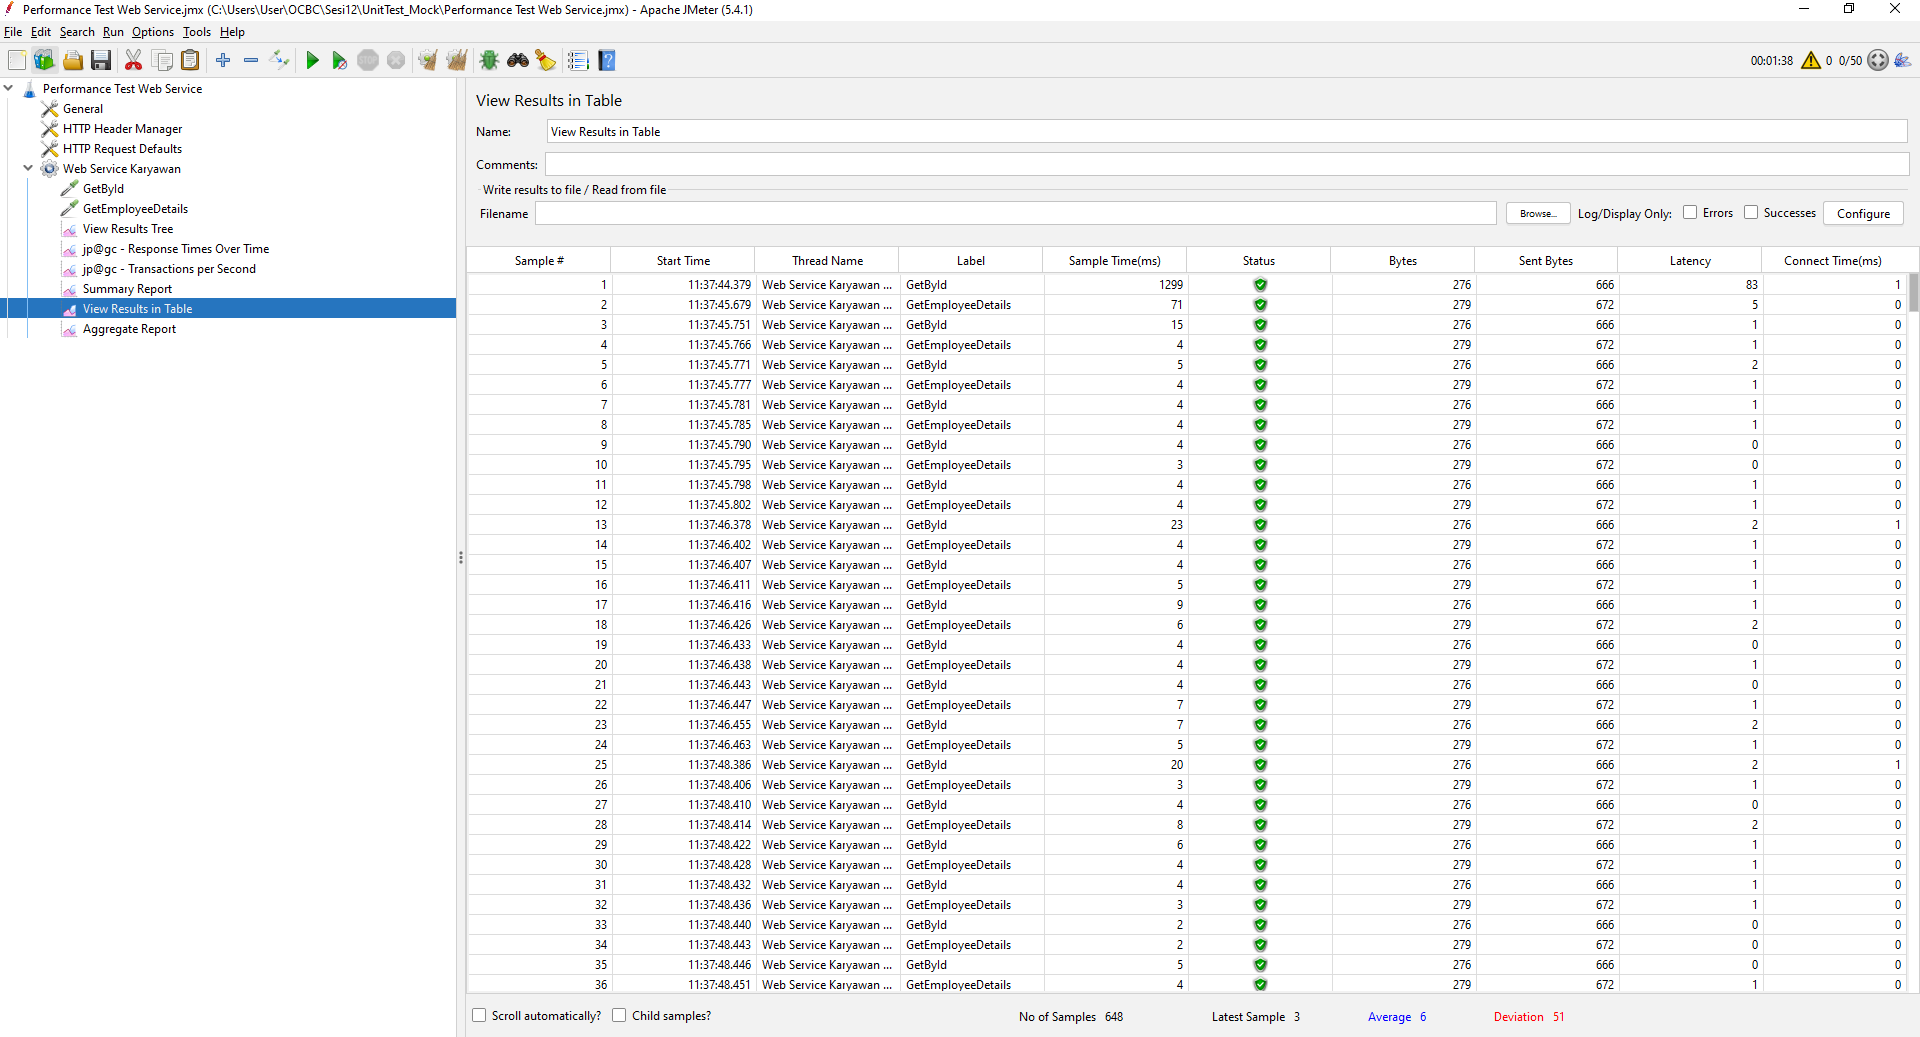 Performance Test Web Service.jmx (C:\Users\User\OCBC\Sesi12\UnitTest_Mock\Performance Test Web Service.jmx) - Apache JMeter (5.4.1)
File Edit Search Run Options Tools Help
STOP 00:01:38 0 0/50
Performance Test Web Service
General
HTTP Header Manager
HTTP Request Defaults
Web Service Karyawan
GetById
GetEmployeeDetails
View Results Tree
jp@gc - Response Times Over Time
jp@gc - Transactions per Second
Summary Report
View Results in Table
Aggregate Report
View Results in Table
Name: View Results in Table
Comments:
Write results to file / Read from file
Filename Browse... Log/Display Only: Errors Successes Configure
Sample # Start Time Thread Name Label Sample Time(ms) Status Bytes Sent Bytes Latency Connect Time(ms)
1 11:37:44.379 Web Service Karyawan ... GetById 1299 276 666 83 1
2 11:37:45.679 Web Service Karyawan ... GetEmployeeDetails 71 279 672 5 0
3 11:37:45.751 Web Service Karyawan ... GetById 15 276 666 1 0
4 11:37:45.766 Web Service Karyawan ... GetEmployeeDetails 4 279 672 1 0
5 11:37:45.771 Web Service Karyawan ... GetById 5 276 666 2 0
6 11:37:45.777 Web Service Karyawan ... GetEmployeeDetails 4 279 672 1 0
7 11:37:45.781 Web Service Karyawan ... GetById 4 276 666 1 0
8 11:37:45.785 Web Service Karyawan ... GetEmployeeDetails 4 279 672 1 0
9 11:37:45.790 Web Service Karyawan ... GetById 4 276 666 0 0
10 11:37:45.795 Web Service Karyawan ... GetEmployeeDetails 3 279 672 0 0
11 11:37:45.798 Web Service Karyawan ... GetById 4 276 666 1 0
12 11:37:45.802 Web Service Karyawan ... GetEmployeeDetails 4 279 672 1 0
13 11:37:46.378 Web Service Karyawan ... GetById 23 276 666 2 1
14 11:37:46.402 Web Service Karyawan ... GetEmployeeDetails 4 279 672 1 0
15 11:37:46.407 Web Service Karyawan ... GetById 4 276 666 1 0
16 11:37:46.411 Web Service Karyawan ... GetEmployeeDetails 5 279 672 1 0
17 11:37:46.416 Web Service Karyawan ... GetById 9 276 666 1 0
18 11:37:46.426 Web Service Karyawan ... GetEmployeeDetails 6 279 672 2 0
19 11:37:46.433 Web Service Karyawan ... GetById 4 276 666 0 0
20 11:37:46.438 Web Service Karyawan ... GetEmployeeDetails 4 279 672 1 0
21 11:37:46.443 Web Service Karyawan ... GetById 4 276 666 0 0
22 11:37:46.447 Web Service Karyawan ... GetEmployeeDetails 7 279 672 1 0
23 11:37:46.455 Web Service Karyawan ... GetById 7 276 666 2 0
24 11:37:46.463 Web Service Karyawan ... GetEmployeeDetails 5 279 672 1 0
25 11:37:48.386 Web Service Karyawan ... GetById 20 276 666 2 1
26 11:37:48.406 Web Service Karyawan ... GetEmployeeDetails 3 279 672 1 0
27 11:37:48.410 Web Service Karyawan ... GetById 4 276 666 0 0
28 11:37:48.414 Web Service Karyawan ... GetEmployeeDetails 8 279 672 2 0
29 11:37:48.422 Web Service Karyawan ... GetById 6 276 666 1 0
30 11:37:48.428 Web Service Karyawan ... GetEmployeeDetails 4 279 672 1 0
31 11:37:48.432 Web Service Karyawan ... GetById 4 276 666 1 0
32 11:37:48.436 Web Service Karyawan ... GetEmployeeDetails 3 279 672 1 0
33 11:37:48.440 Web Service Karyawan ... GetById 2 276 666 0 0
34 11:37:48.443 Web Service Karyawan ... GetEmployeeDetails 2 279 672 0 0
35 11:37:48.446 Web Service Karyawan ... GetById 5 276 666 0 0
36 11:37:48.451 Web Service Karyawan ... GetEmployeeDetails 4 279 672 1 0
Scroll automatically? Child samples? No of Samples 648 Latest Sample 3 Average 6 Deviation 51